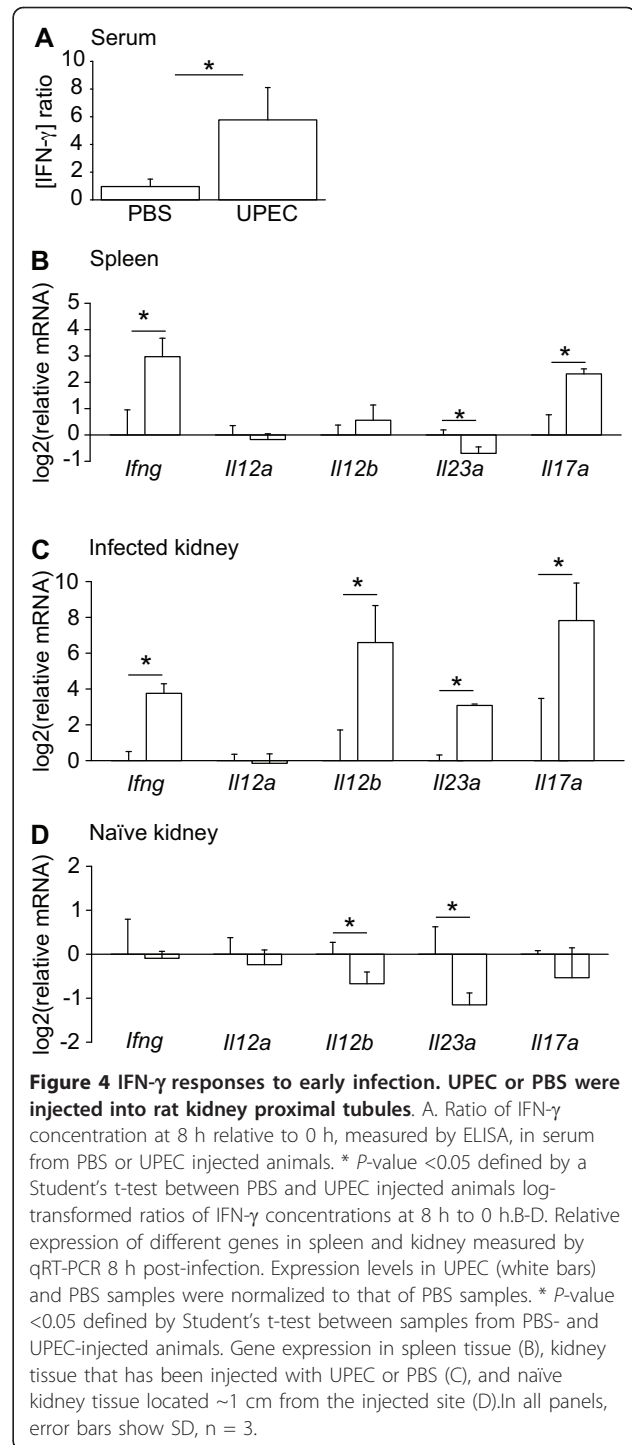 A Serum
[IFN-γ] ratio
10
8
6
4
2
0
*
PBS UPEC
B Spleen
log2(relative mRNA)
5
4
3
2
1
0
-1
* * *
Ifng Il12a Il12b Il23a Il17a
C Infected kidney
log2(relative mRNA)
10
8
6
4
2
0
* * * *
Ifng Il12a Il12b Il23a Il17a
D Naïve kidney
log2(relative mRNA)
2
1
0
-1
-2
* *
Ifng Il12a Il12b Il23a Il17a
Figure 4 IFN-γ responses to early infection. UPEC or PBS were
injected into rat kidney proximal tubules. A. Ratio of IFN-γ
concentration at 8 h relative to 0 h, measured by ELISA, in serum
from PBS or UPEC injected animals. * P-value <0.05 defined by a
Student's t-test between PBS and UPEC injected animals log-
transformed ratios of IFN-γ concentrations at 8 h to 0 h.B-D. Relative
expression of different genes in spleen and kidney measured by
qRT-PCR 8 h post-infection. Expression levels in UPEC (white bars)
and PBS samples were normalized to that of PBS samples. * P-value
<0.05 defined by Student's t-test between samples from PBS- and
UPEC-injected animals. Gene expression in spleen tissue (B), kidney
tissue that has been injected with UPEC or PBS (C), and naïve
kidney tissue located ~1 cm from the injected site (D).In all panels,
error bars show SD, n = 3.